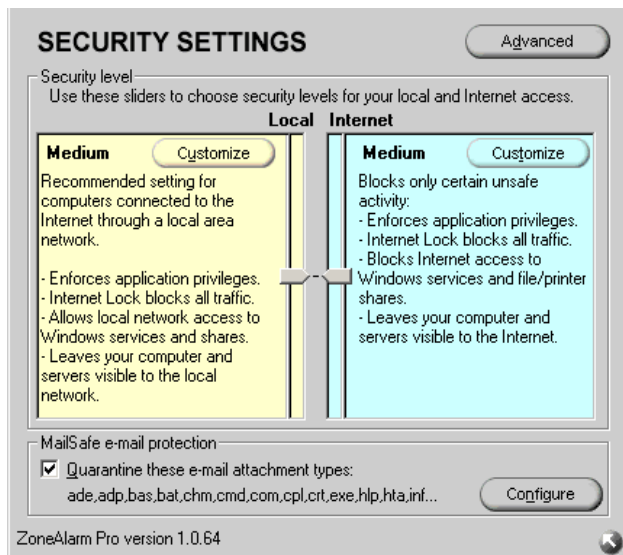 SECURITY SETTINGS
Advanced
Security level
Use these sliders to choose security levels for your local and Internet access.
Local Internet
Medium
Customize
Recommended setting for
computers connected to the
Internet through a local area
network.
- Enforces application privileges.
- Internet Lock blocks all traffic.
- Allows local network access to
Windows services and shares.
- Leaves your computer and
servers visible to the local
network.
Medium
Customize
Blocks only certain unsafe
activity:
- Enforces application privileges.
- Internet Lock blocks all traffic.
- Blocks Internet access to
Windows services and file/printer
shares.
- Leaves your computer and
servers visible to the Internet.
MailSafe e-mail protection
Quarantine these e-mail attachment types:
ade,adp,bas,bat,chm,cmd,com,cpl,crt,exe,hlp,hta,inf...
Configure
ZoneAlarm Pro version 1.0.64